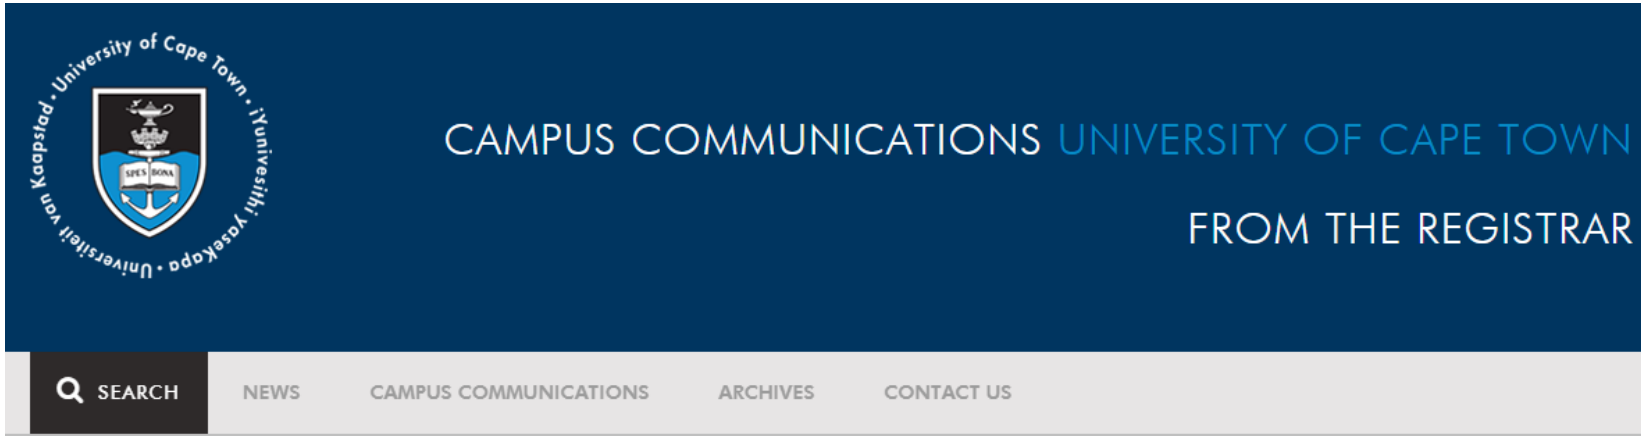 University of Cape Town · iYunivesithi yaseKapa · Universiteit van Kaapstad ·
SPES BONA
CAMPUS COMMUNICATIONS UNIVERSITY OF CAPE TOWN
FROM THE REGISTRAR
SEARCH NEWS CAMPUS COMMUNICATIONS ARCHIVES CONTACT US